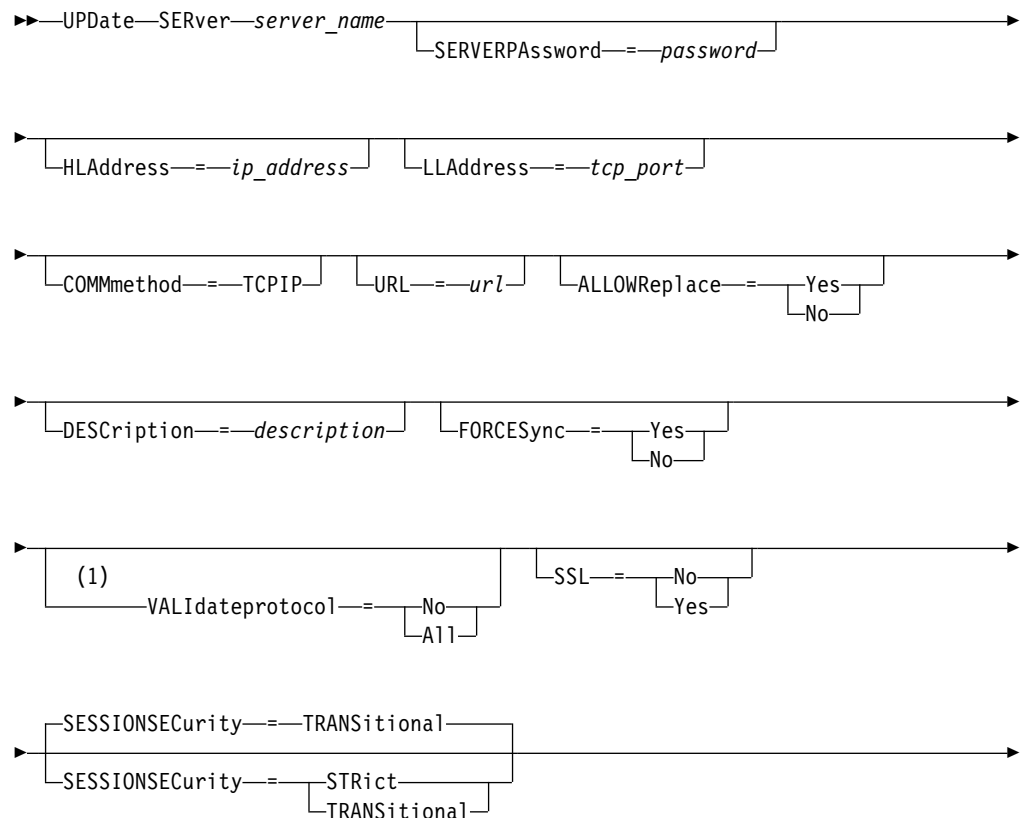 UPDate SERver server_name
SERVERPAssword = password
HLAddress = ip_address LLAddress = tcp_port
COMMmethod = TCPIP URL = url ALLOWReplace = Yes
No
DESCription = description FORCESync = Yes
No
(1)
VALIdateprotocol = No
All
SSL = No
Yes
SESSIONSECurity = TRANSitional
SESSIONSECurity = STRict
TRANSitional